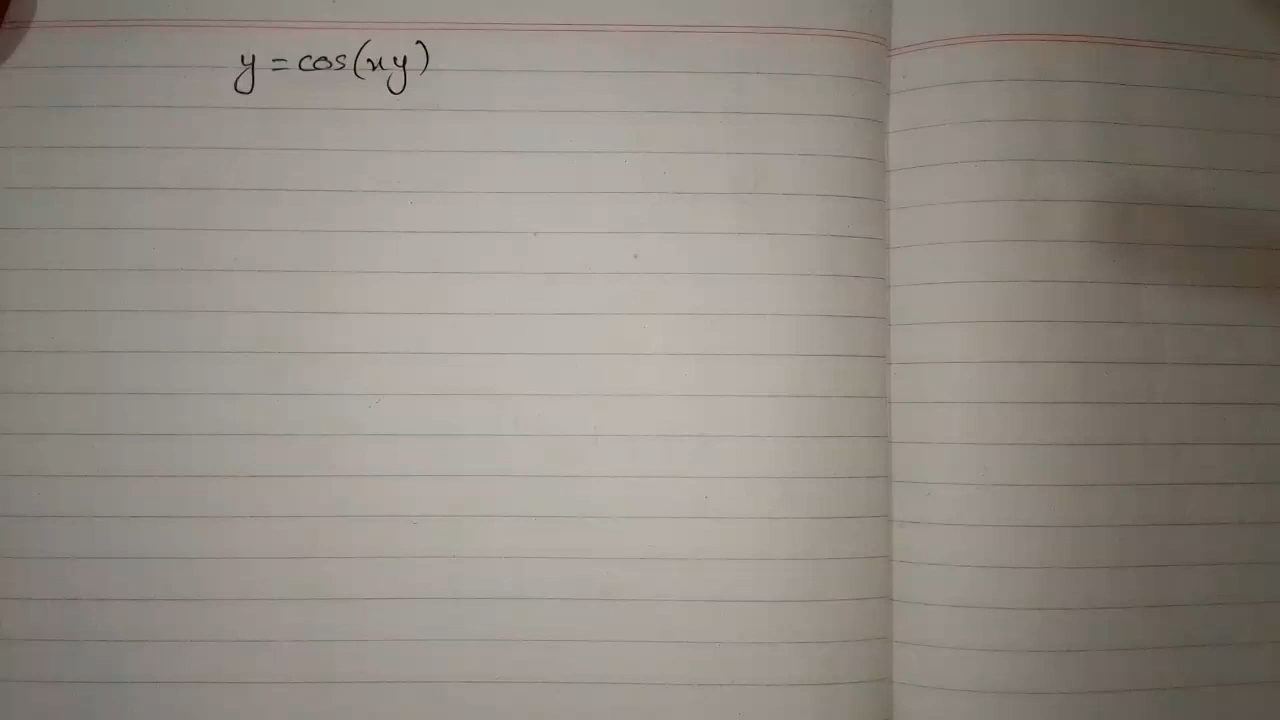 y = cos(xy)